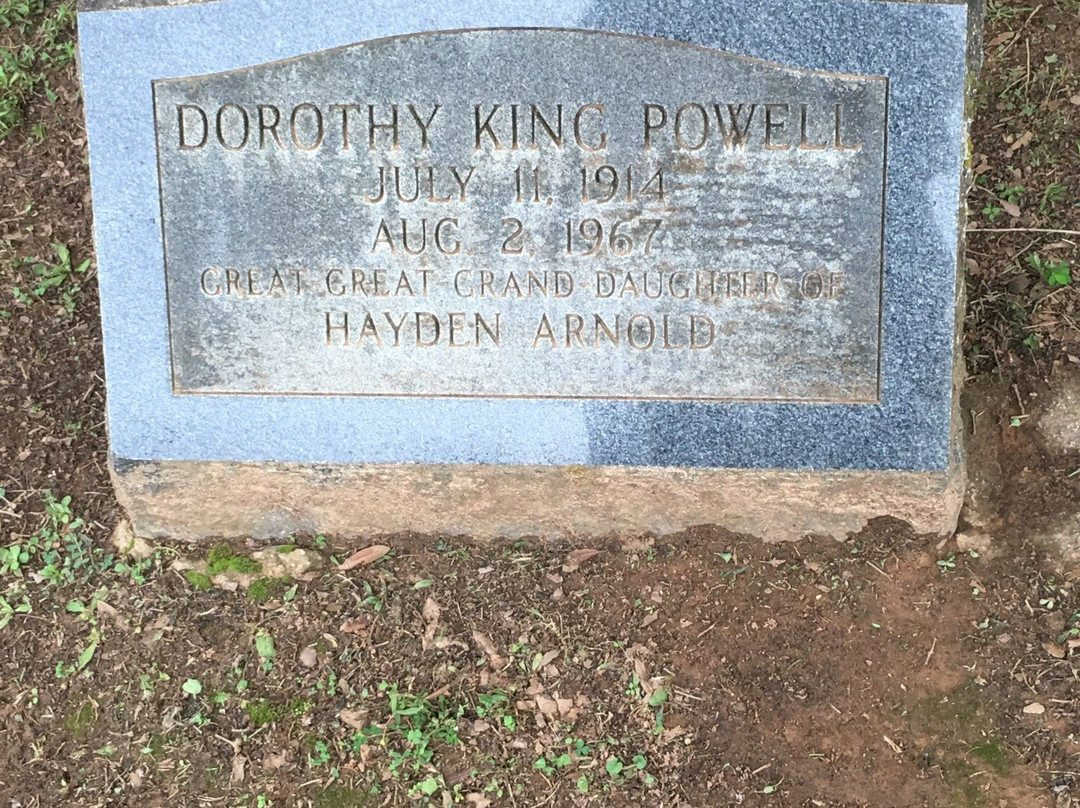 DOROTHY KING POWELL
JULY 11, 1914
AUG. 2, 1967
GREAT-GREAT-GRAND-DAUGHTER-OF
HAYDEN ARNOLD